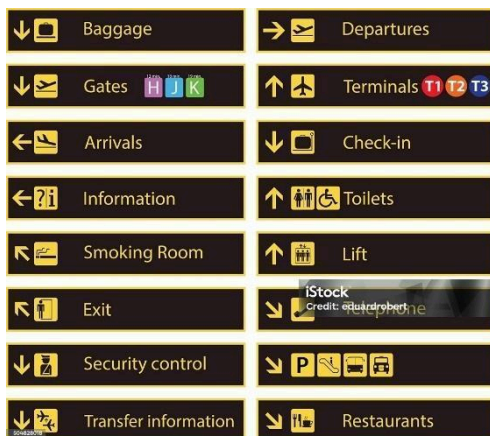 Baggage
Departures
Gates H J K
Terminals T1 T2 T3
Arrivals
Check-in
?i Information
Toilets
Smoking Room
Lift
Exit
iStock
Credit: eduardrobert
Telephone
Security control
P
Transfer information
Restaurants